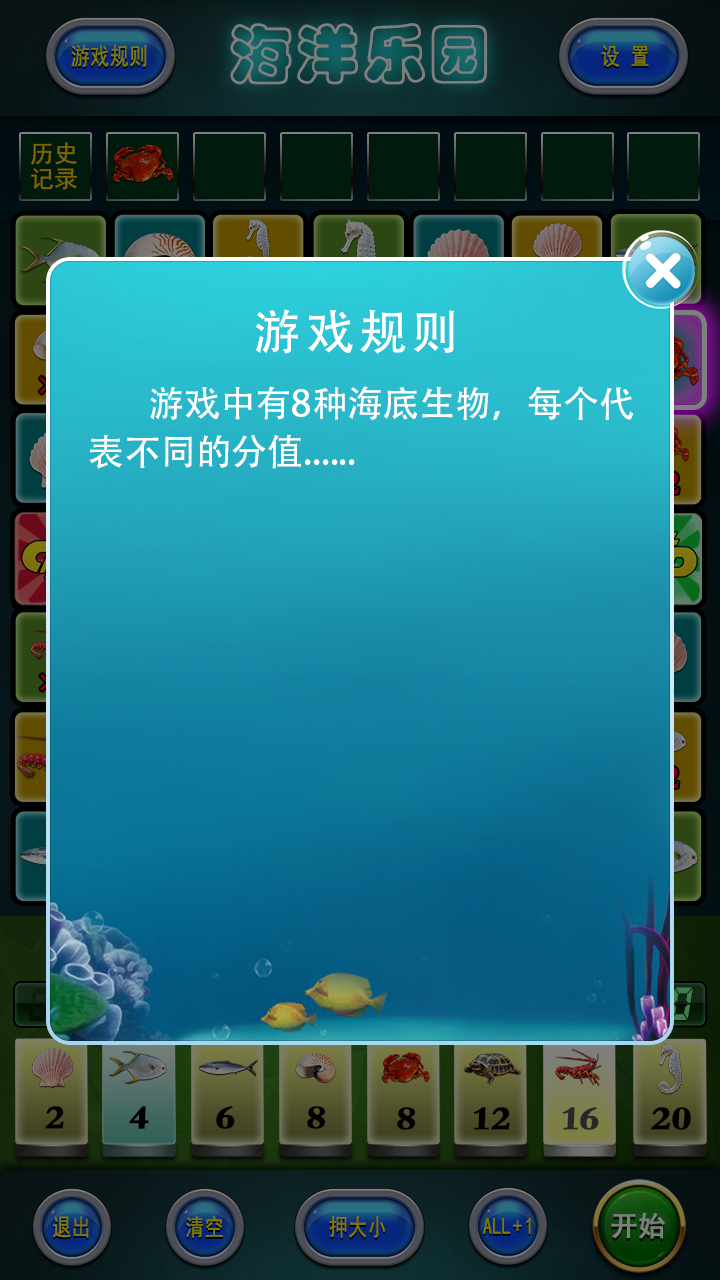 游戏规则
海洋乐园
设 置
历史
记录
游戏规则
游戏中有8种海底生物，每个代
表不同的分值......
2
4
6
8
8
12
16
20
退出
清空
押大小
ALL+1
开始